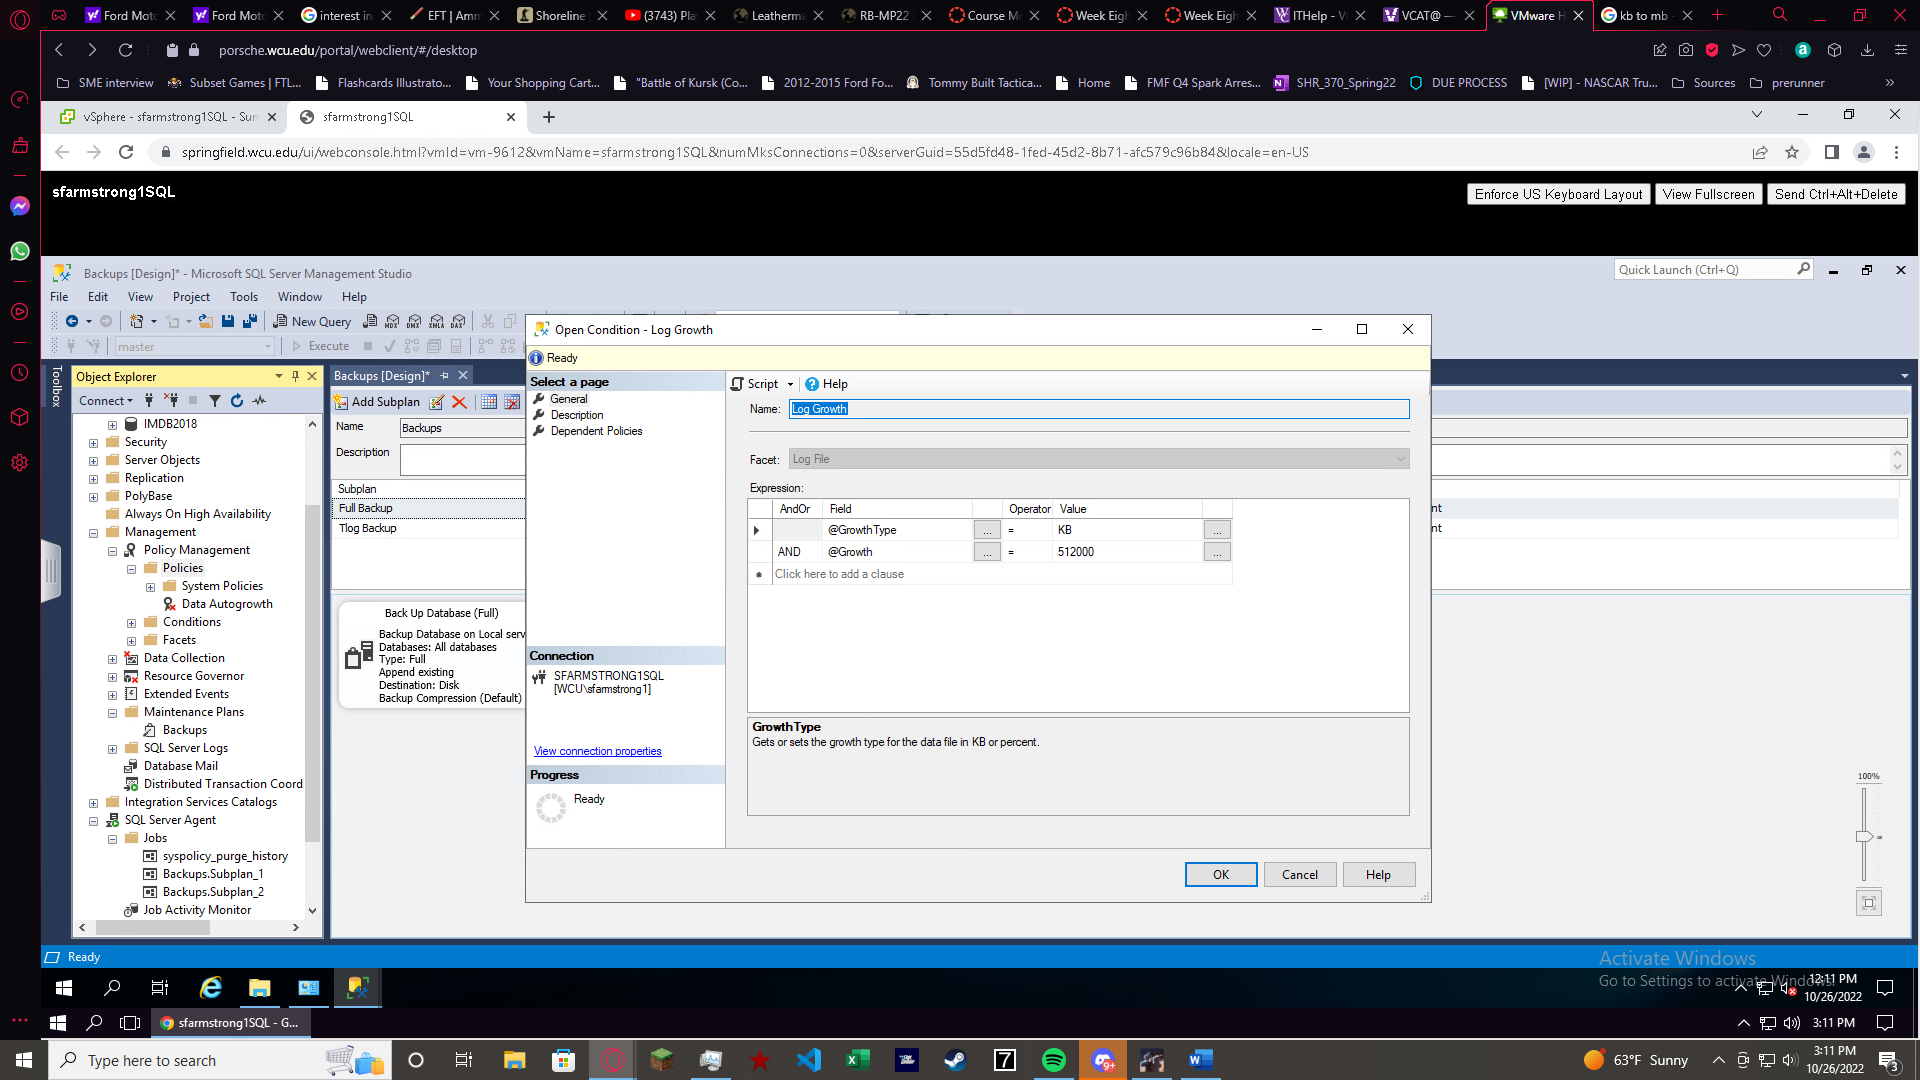 Ford Moto
Ford Moto
interest in
EFT | Amm
Shoreline
(3743) Pla
Leatherma
RB-MP22
Course Mo
Week Eigh
Week Eigh
ITHelp - V
VCAT@ —
VMware H
kb to mb -
porsche.wcu.edu/portal/webclient/#/desktop
SME interview
Subset Games | FTL...
Flashcards Illustrato...
Your Shopping Cart...
"Battle of Kursk (Co...
2012-2015 Ford Fo...
Tommy Built Tactica...
Home
FMF Q4 Spark Arres...
SHR_370_Spring22
DUE PROCESS
[WIP] - NASCAR Tru...
Sources
prerunner
vSphere - sfarmstrong1SQL - Sum
sfarmstrong1SQL
springfield.wcu.edu/ui/webconsole.html?vmId=vm-9612&vmName=sfarmstrong1SQL&numMksConnections=0&serverGuid=55d5fd48-1fed-45d2-8b71-afc579c96b84&locale=en-US
sfarmstrong1SQL
Enforce US Keyboard Layout
View Fullscreen
Send Ctrl+Alt+Delete
Backups [Design]* - Microsoft SQL Server Management Studio
Quick Launch (Ctrl+Q)
File Edit View Project Tools Window Help
New Query
MDX DMX XMLA DAX
master
Execute
Toolbox
Object Explorer
Connect
IMDB2018
Security
Server Objects
Replication
PolyBase
Always On High Availability
Management
Policy Management
Policies
System Policies
Data Autogrowth
Conditions
Facets
Data Collection
Resource Governor
Extended Events
Maintenance Plans
Backups
SQL Server Logs
Database Mail
Distributed Transaction Coord
Integration Services Catalogs
SQL Server Agent
Jobs
syspolicy_purge_history
Backups.Subplan_1
Backups.Subplan_2
Job Activity Monitor
Backups [Design]*
Add Subplan
Name
Backups
Description
Subplan
Full Backup
Tlog Backup
nt
nt
Back Up Database (Full)
Backup Database on Local serv
Databases: All databases
Type: Full
Append existing
Destination: Disk
Backup Compression (Default)
Open Condition - Log Growth
Ready
Select a page
General
Description
Dependent Policies
Connection
SFARMSTRONG1SQL
[WCU\sfarmstrong1]
View connection properties
Progress
Ready
Script
Help
Name: Log Growth
Facet: Log File
Expression:
AndOr Field Operator Value
@GrowthType ... = KB ...
AND @Growth ... = 512000 ...
Click here to add a clause
GrowthType
Gets or sets the growth type for the data file in KB or percent.
OK
Cancel
Help
100%
Ready
Activate Windows
Go to Settings to activate Windows.
12:11 PM
10/26/2022
sfarmstrong1SQL - G...
3:11 PM
Type here to search
7
9+
63°F Sunny
3:11 PM
10/26/2022
3